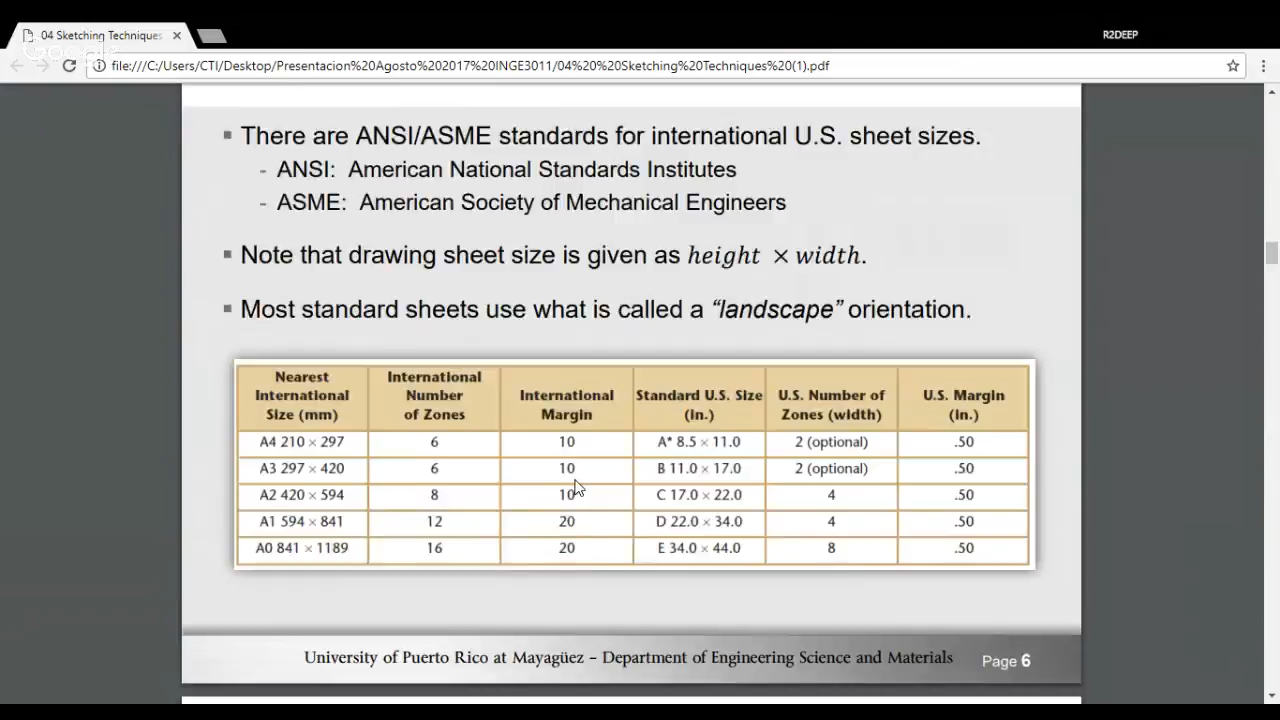 04 Sketching Techniques
R2DEEP
Google
file:///C:/Users/CTI/Desktop/Presentacion%20Agosto%202017%20INGE3011/04%20%20Sketching%20Techniques%20(1).pdf
▪ There are ANSI/ASME standards for international U.S. sheet sizes.
- ANSI: American National Standards Institutes
- ASME: American Society of Mechanical Engineers
▪ Note that drawing sheet size is given as height × width.
▪ Most standard sheets use what is called a “landscape” orientation.
Nearest International Size (mm) International Number of Zones International Margin Standard U.S. Size (in.) U.S. Number of Zones (width) U.S. Margin (in.)
A4 210 × 297 6 10 A* 8.5 × 11.0 2 (optional) .50
A3 297 × 420 6 10 B 11.0 × 17.0 2 (optional) .50
A2 420 × 594 8 10 C 17.0 × 22.0 4 .50
A1 594 × 841 12 20 D 22.0 × 34.0 4 .50
A0 841 × 1189 16 20 E 34.0 × 44.0 8 .50
University of Puerto Rico at Mayagüez – Department of Engineering Science and Materials
Page 6